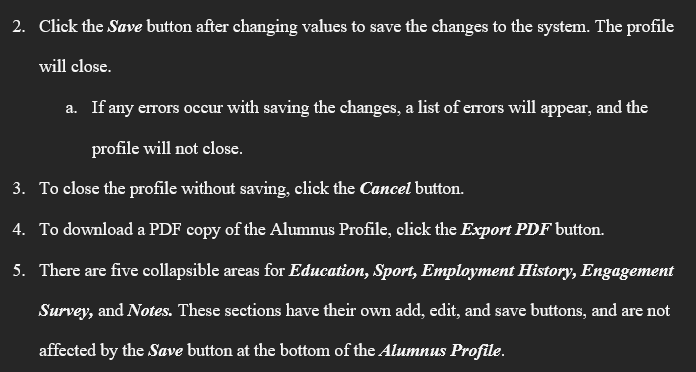 2. Click the Save button after changing values to save the changes to the system. The profile
will close.
a. If any errors occur with saving the changes, a list of errors will appear, and the
profile will not close.
3. To close the profile without saving, click the Cancel button.
4. To download a PDF copy of the Alumnus Profile, click the Export PDF button.
5. There are five collapsible areas for Education, Sport, Employment History, Engagement
Survey, and Notes. These sections have their own add, edit, and save buttons, and are not
affected by the Save button at the bottom of the Alumnus Profile.